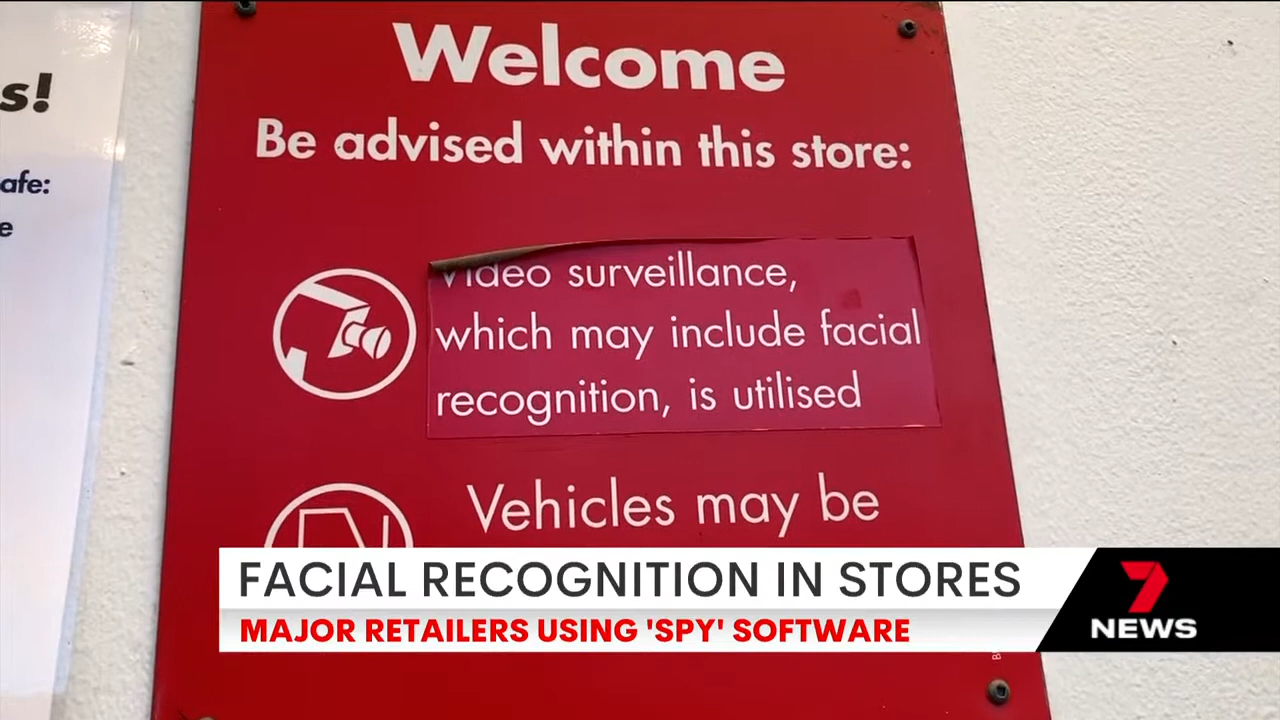 s!
afe:
e
Welcome
Be advised within this store:
Video surveillance,
which may include facial
recognition, is utilised
Vehicles may be
FACIAL RECOGNITION IN STORES
MAJOR RETAILERS USING 'SPY' SOFTWARE
7
NEWS